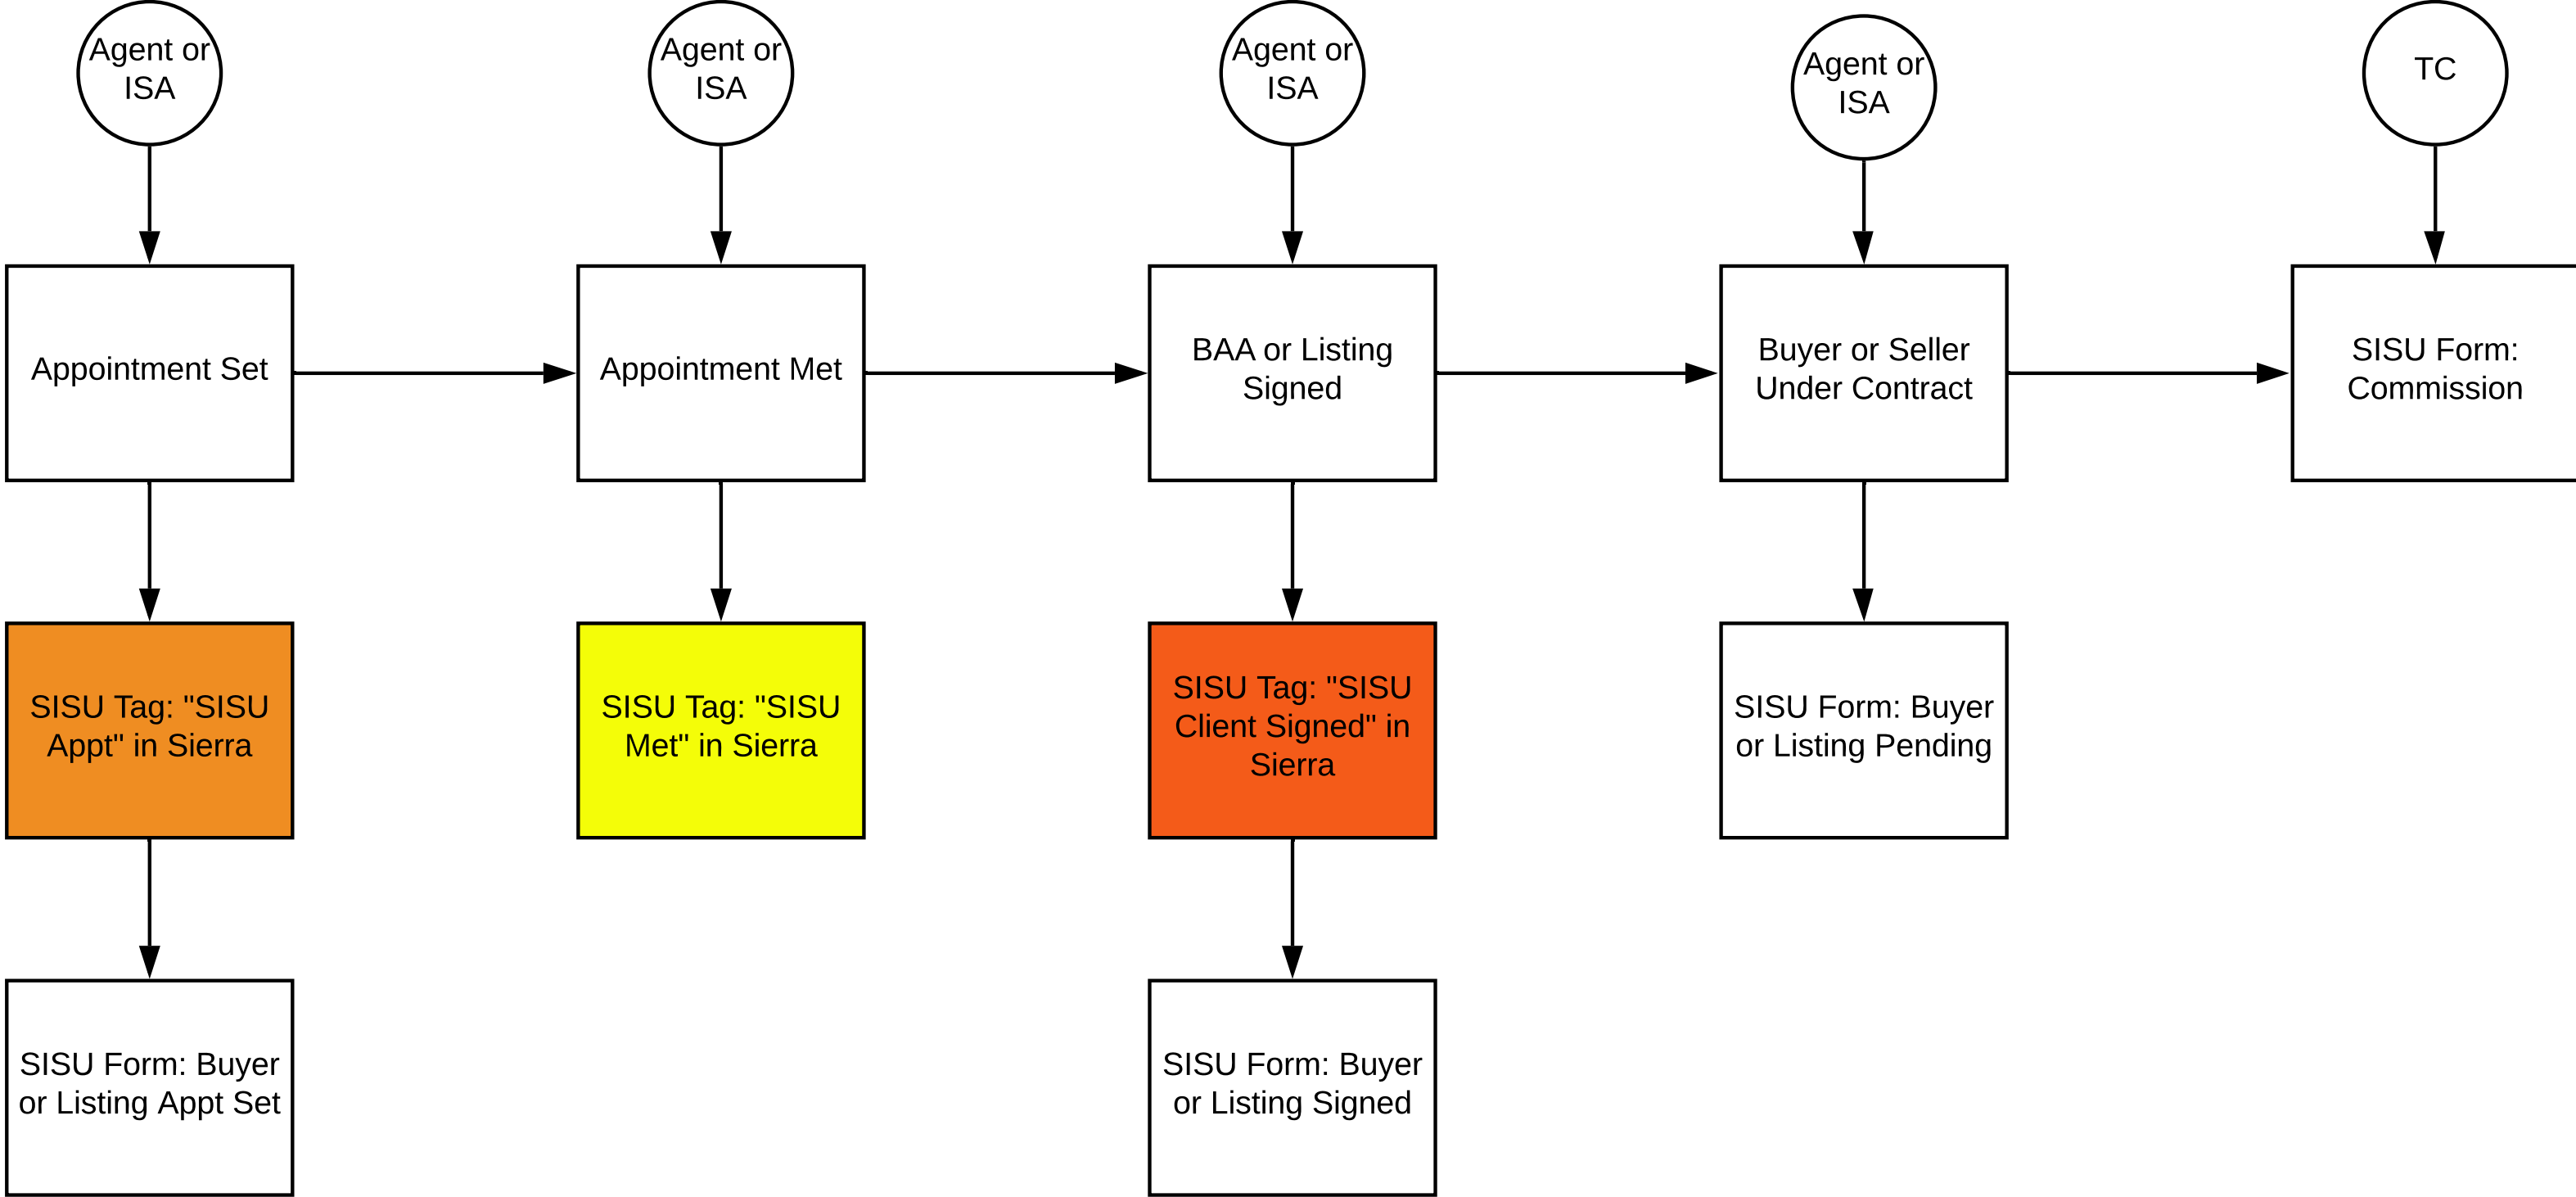 Agent or
ISA
Agent or
ISA
Agent or
ISA
Agent or
ISA
TC
Appointment Set
Appointment Met
BAA or Listing
Signed
Buyer or Seller
Under Contract
SISU Form:
Commission
SISU Tag: "SISU
Appt" in Sierra
SISU Tag: "SISU
Met" in Sierra
SISU Tag: "SISU
Client Signed" in
Sierra
SISU Form: Buyer
or Listing Pending
SISU Form: Buyer
or Listing Appt Set
SISU Form: Buyer
or Listing Signed